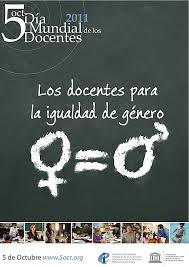 5 oct Día 2011
Mundial de los
Docentes
Los docentes para
la igualdad de género
♀=♂
5 de Octubre www.5oct.org